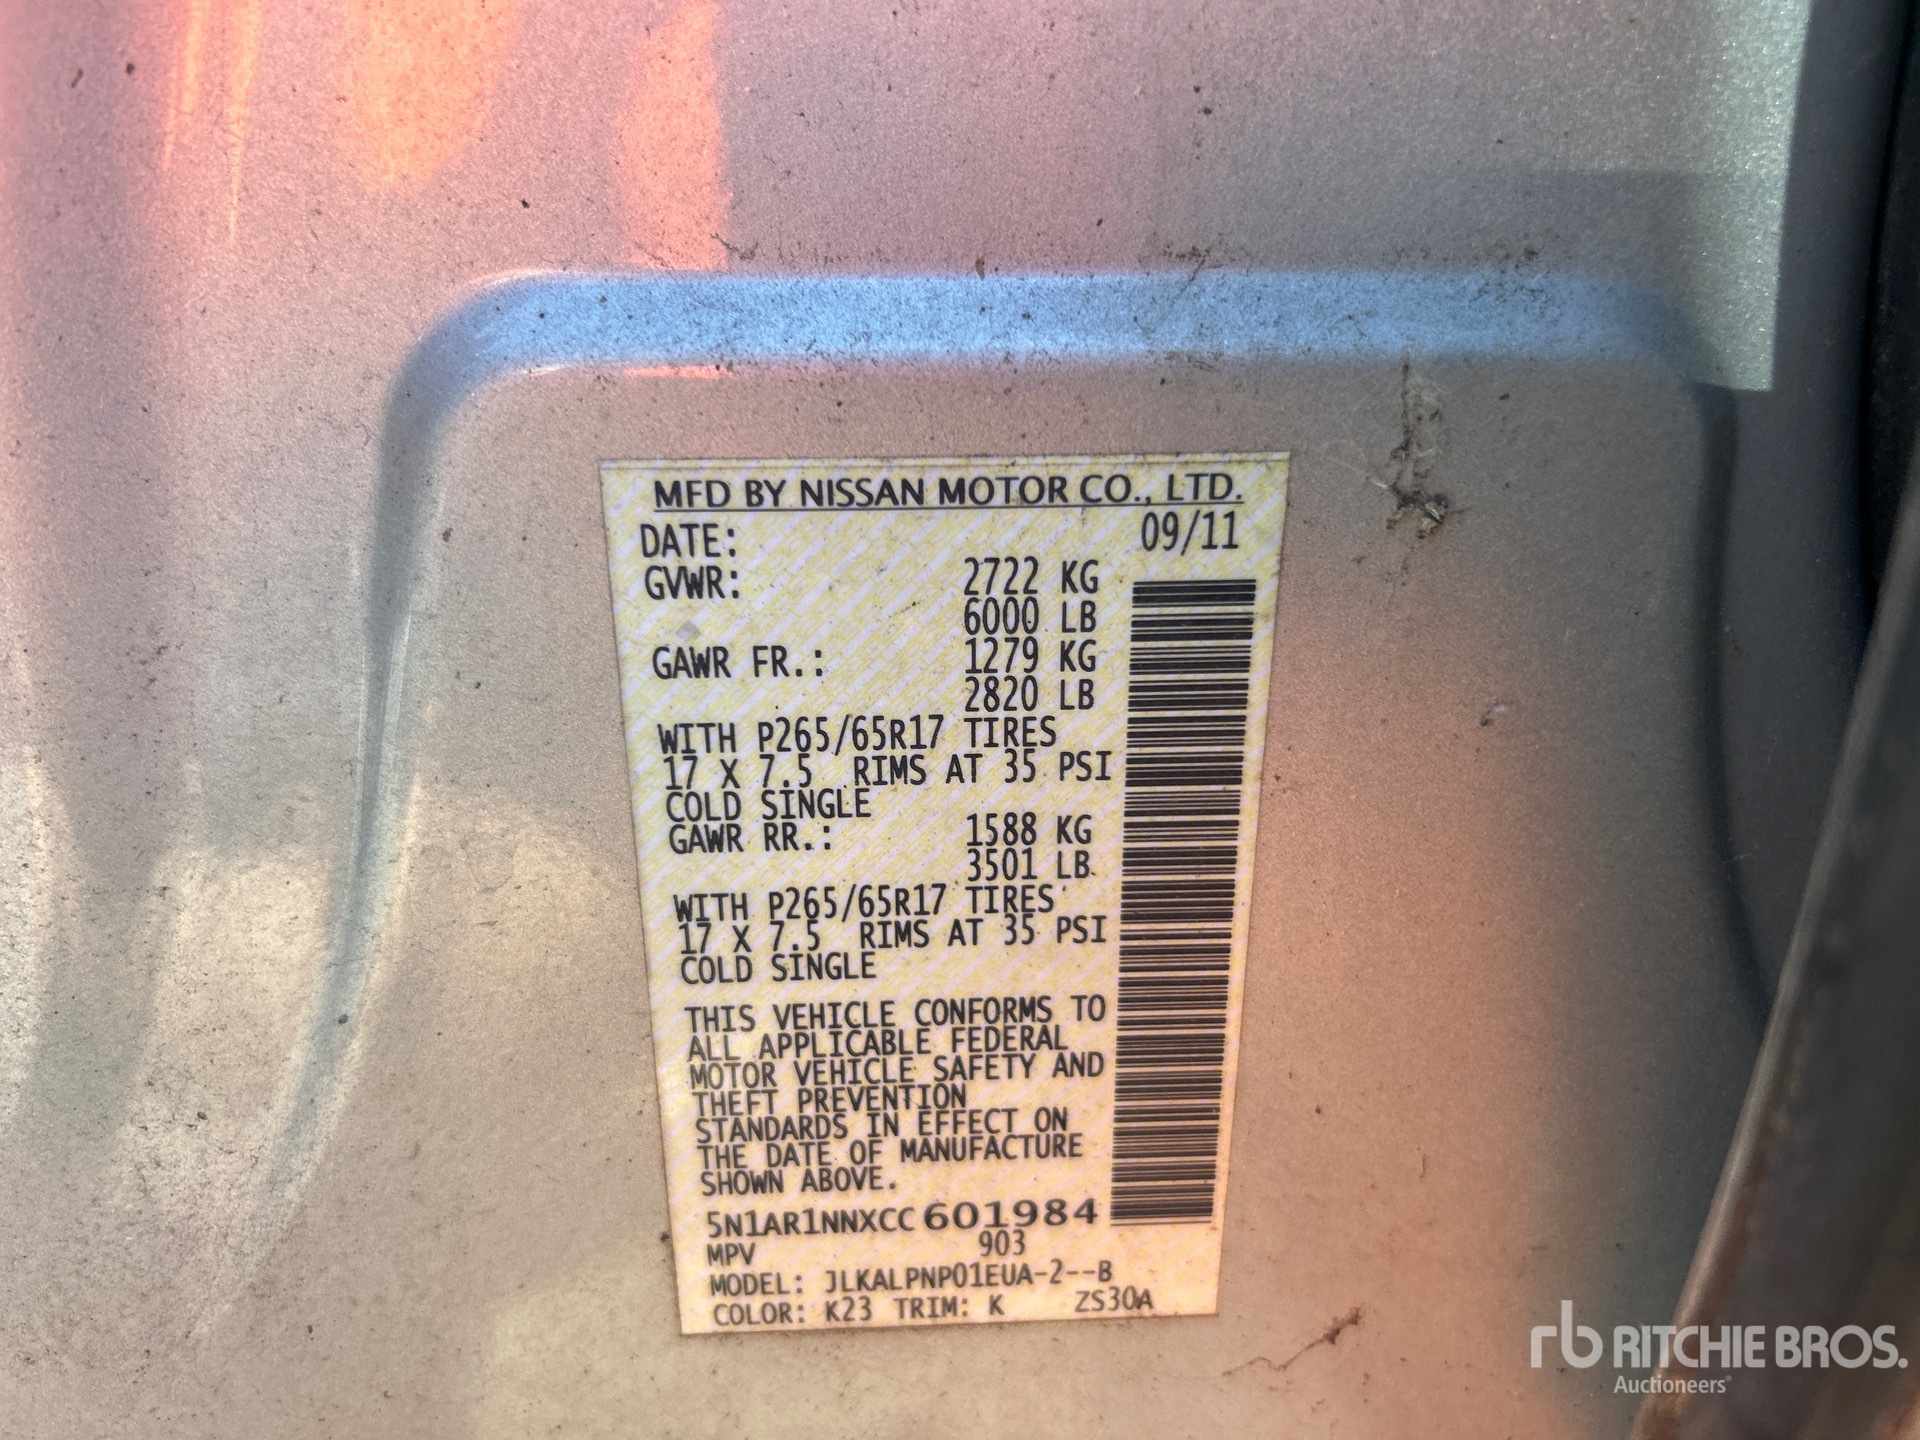 MFD BY NISSAN MOTOR CO., LTD.
DATE: 09/11
GVWR: 2722 KG
6000 LB
GAWR FR.: 1279 KG
2820 LB
WITH P265/65R17 TIRES
17 X 7.5 RIMS AT 35 PSI
COLD SINGLE
GAWR RR.: 1588 KG
3501 LB
WITH P265/65R17 TIRES
17 X 7.5 RIMS AT 35 PSI
COLD SINGLE
THIS VEHICLE CONFORMS TO
ALL APPLICABLE FEDERAL
MOTOR VEHICLE SAFETY AND
THEFT PREVENTION
STANDARDS IN EFFECT ON
THE DATE OF MANUFACTURE
SHOWN ABOVE.
5N1AR1NNXCC601984
MPV 903
MODEL: JLKALPNP01EUA-2--B
COLOR: K23 TRIM: K ZS30A
rb RITCHIE BROS.
Auctioneers